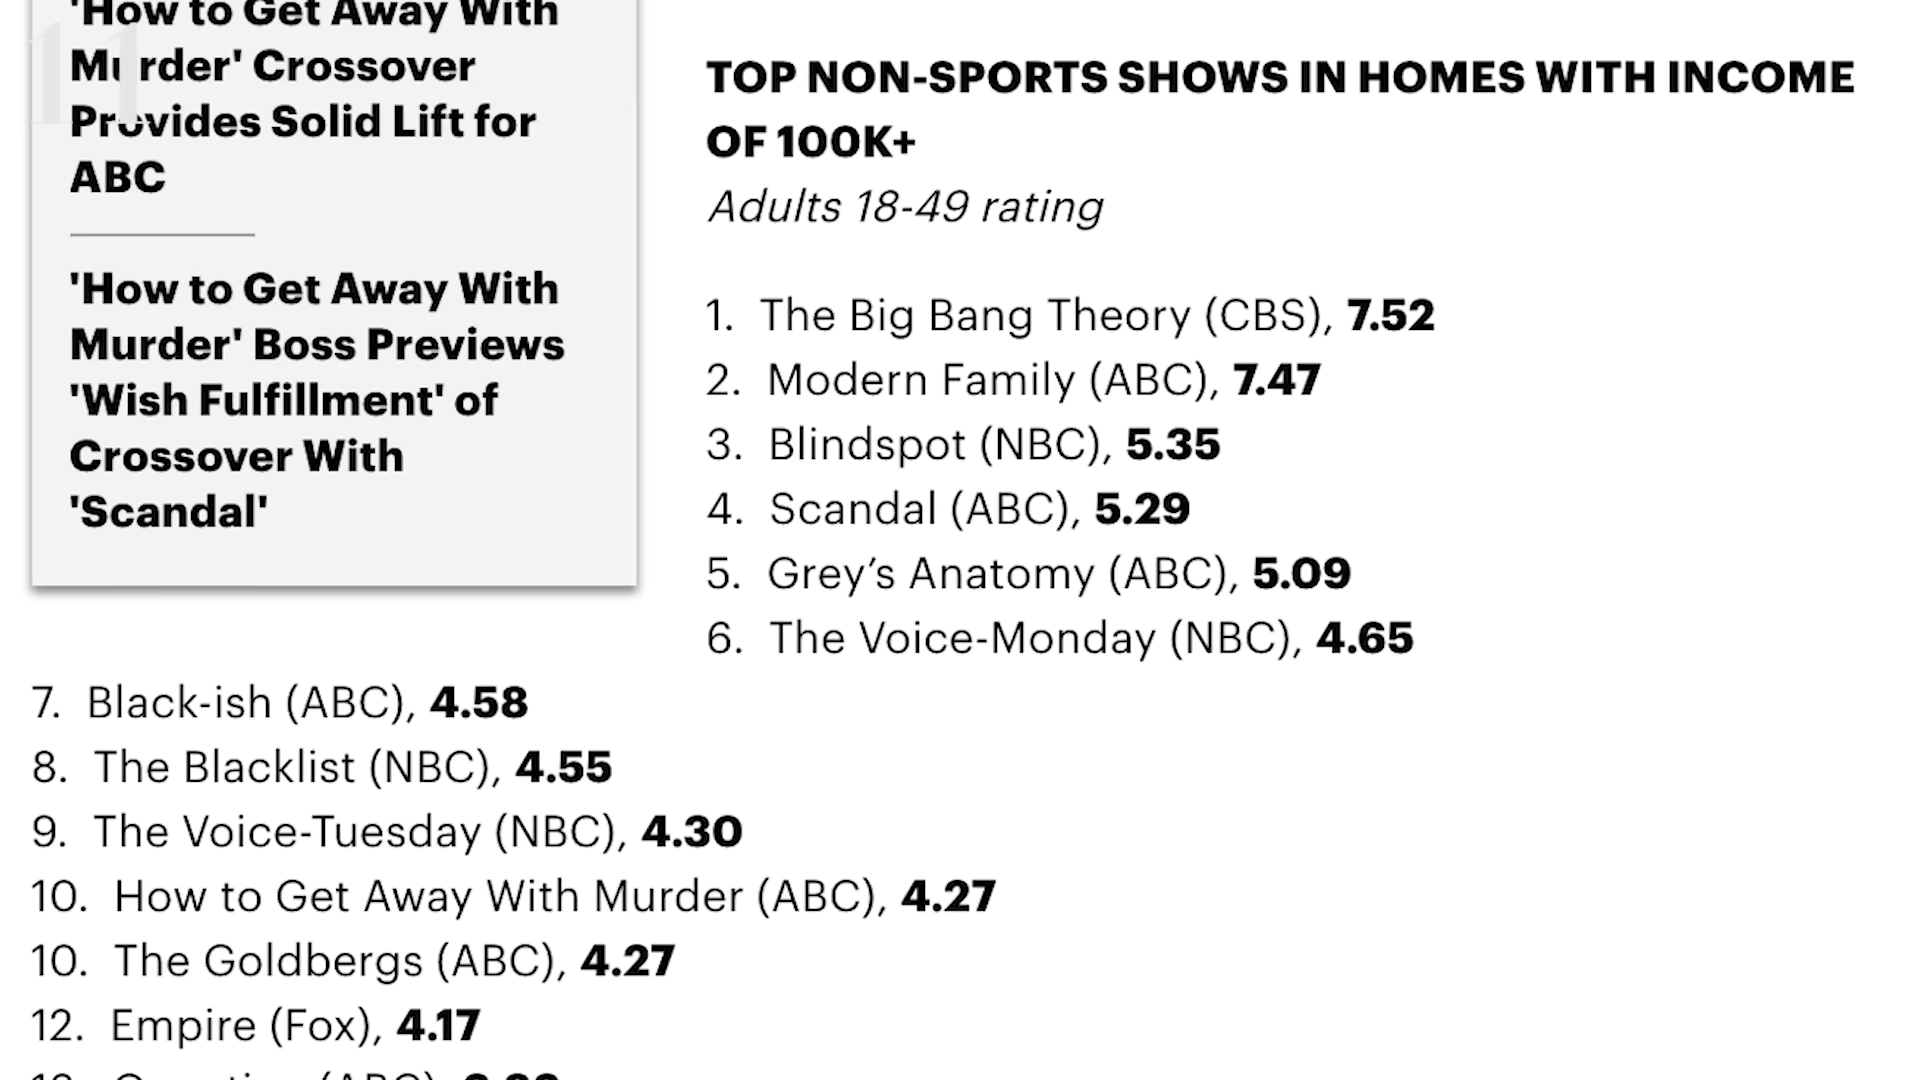 'How to Get Away With
Murder' Crossover
Provides Solid Lift for
ABC
'How to Get Away With
Murder' Boss Previews
'Wish Fulfillment' of
Crossover With
'Scandal'
11
TOP NON-SPORTS SHOWS IN HOMES WITH INCOME
OF 100K+
Adults 18-49 rating
1. The Big Bang Theory (CBS), 7.52
2. Modern Family (ABC), 7.47
3. Blindspot (NBC), 5.35
4. Scandal (ABC), 5.29
5. Grey’s Anatomy (ABC), 5.09
6. The Voice-Monday (NBC), 4.65
7. Black-ish (ABC), 4.58
8. The Blacklist (NBC), 4.55
9. The Voice-Tuesday (NBC), 4.30
10. How to Get Away With Murder (ABC), 4.27
10. The Goldbergs (ABC), 4.27
12. Empire (Fox), 4.17